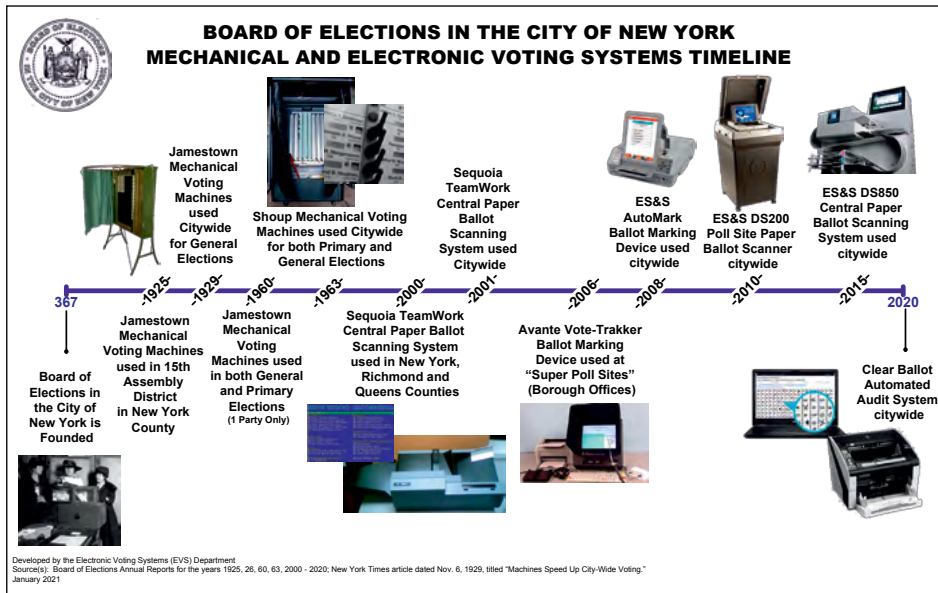 BOARD OF ELECTIONS IN THE CITY OF NEW YORK
MECHANICAL AND ELECTRONIC VOTING SYSTEMS TIMELINE
BOARD OF ELECTIONS
IN THE CITY OF NEW YORK
Jamestown
Mechanical
Voting
Machines
used
Citywide
for General
Elections
Shoup Mechanical Voting
Machines used Citywide
for both Primary and
General Elections
Sequoia
TeamWork
Central Paper
Ballot
Scanning
System used
Citywide
ES&S
AutoMark
Ballot Marking
Device used
citywide
ES&S DS200
Poll Site Paper
Ballot Scanner
citywide
ES&S DS850
Central Paper
Ballot Scanning
System used
citywide
367
-1925-
-1929-
-1960-
-1963-
-2000-
-2001-
-2006-
-2008-
-2010-
-2015-
2020
Board of
Elections in
the City of
New York is
Founded
Jamestown
Mechanical
Voting Machines
used in 15th
Assembly
District
in New York
County
Jamestown
Mechanical
Voting
Machines used
in both General
and Primary
Elections
(1 Party Only)
Sequoia TeamWork
Central Paper Ballot
Scanning System
used in New York,
Richmond and
Queens Counties
Avante Vote-Trakker
Ballot Marking
Device used at
“Super Poll Sites”
(Borough Offices)
Clear Ballot
Automated
Audit System
citywide
Developed by the Electronic Voting Systems (EVS) Department
Source(s): Board of Elections Annual Reports for the years 1925, 26, 60, 63, 2000 - 2020; New York Times article dated Nov. 6, 1929, titled “Machines Speed Up City-Wide Voting.”
January 2021